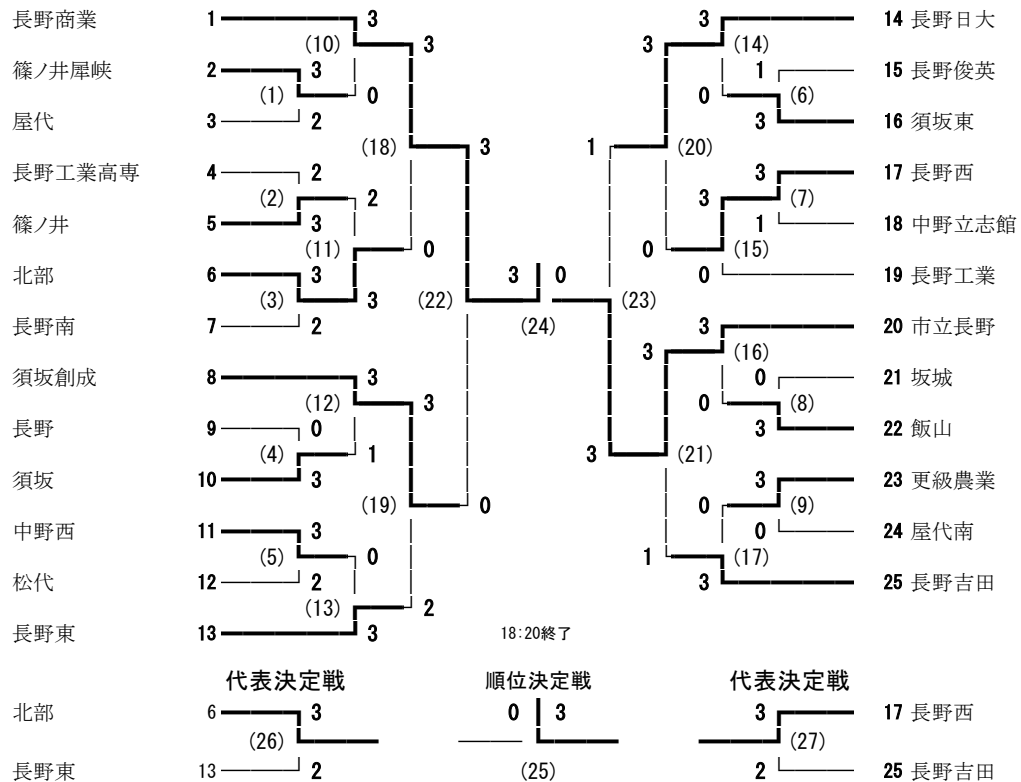 長野商業 1 3 3 14 長野日大
(10) 3 3 (14)
篠ノ井犀峡 2 3 1 15 長野俊英
(1) 0 0 (6)
屋代 3 2 3 16 須坂東
(18) 3 1 (20)
長野工業高専 4 2 3 17 長野西
(2) 2 3 (7)
篠ノ井 5 3 1 18 中野立志館
(11) 0 0 (15)
北部 6 3 3 0 0 19 長野工業
(3) 3 (22) (23)
長野南 7 2 (24) 3 20 市立長野
3 (16)
須坂創成 8 3 0 21 坂城
(12) 3 0 (8)
長野 9 0 3 22 飯山
(4) 1 3 (21)
須坂 10 3 3 23 更級農業
(19) 0 0 (9)
中野西 11 3 0 24 屋代南
(5) 0 1 (17)
松代 12 2 3 25 長野吉田
(13) 2
長野東 13 3 18:20終了
代表決定戦 順位決定戦 代表決定戦
北部 6 3 0 3 3 17 長野西
(26) (27)
長野東 13 2 (25) 2 25 長野吉田